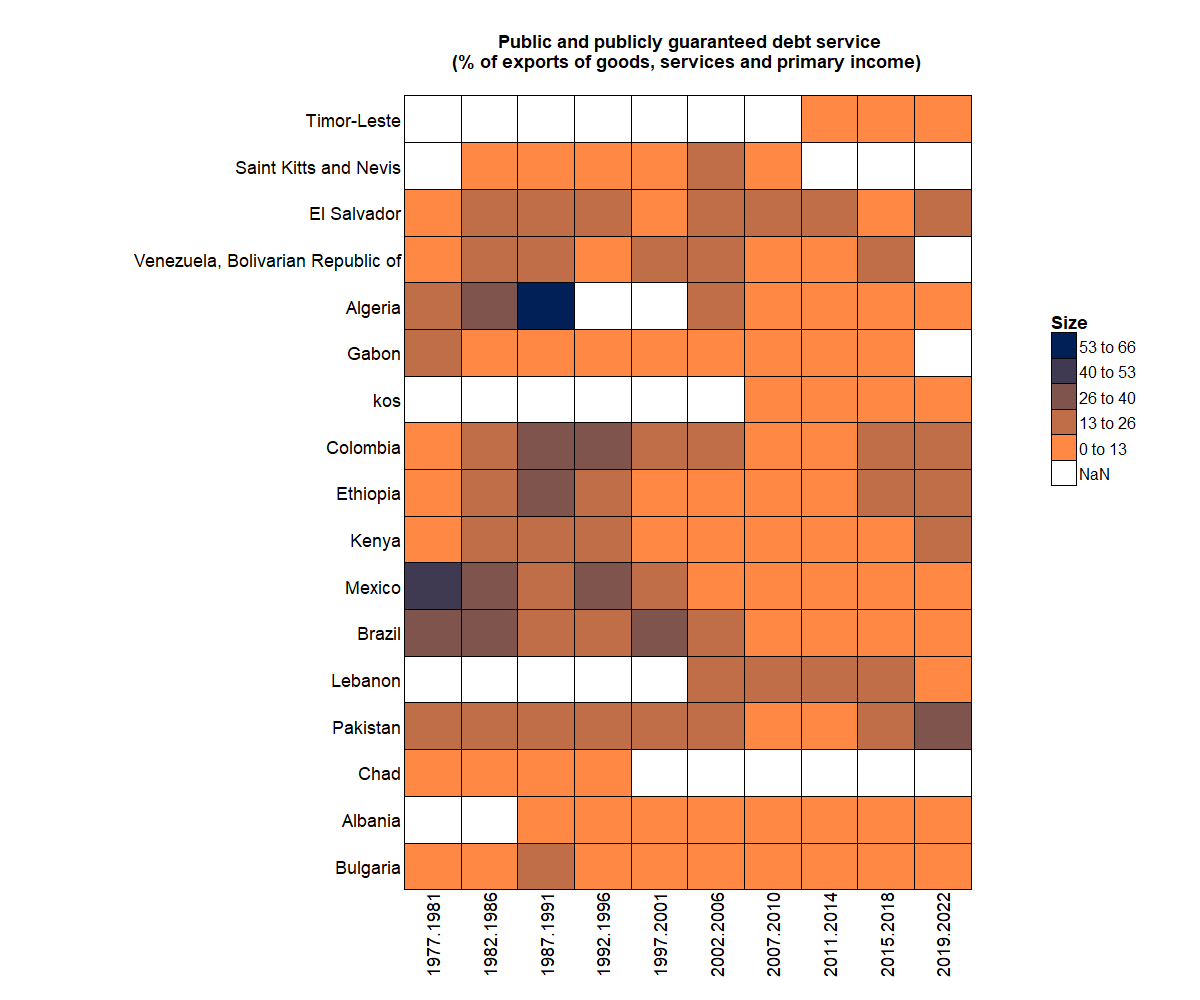 Public and publicly guaranteed debt service
(% of exports of goods, services and primary income)
Timor-Leste
Saint Kitts and Nevis
El Salvador
Venezuela, Bolivarian Republic of
Algeria
Gabon
kos
Colombia
Ethiopia
Kenya
Mexico
Brazil
Lebanon
Pakistan
Chad
Albania
Bulgaria
1977.1981
1982.1986
1987.1991
1992.1996
1997.2001
2002.2006
2007.2010
2011.2014
2015.2018
2019.2022
Size
53 to 66
40 to 53
26 to 40
13 to 26
0 to 13
NaN